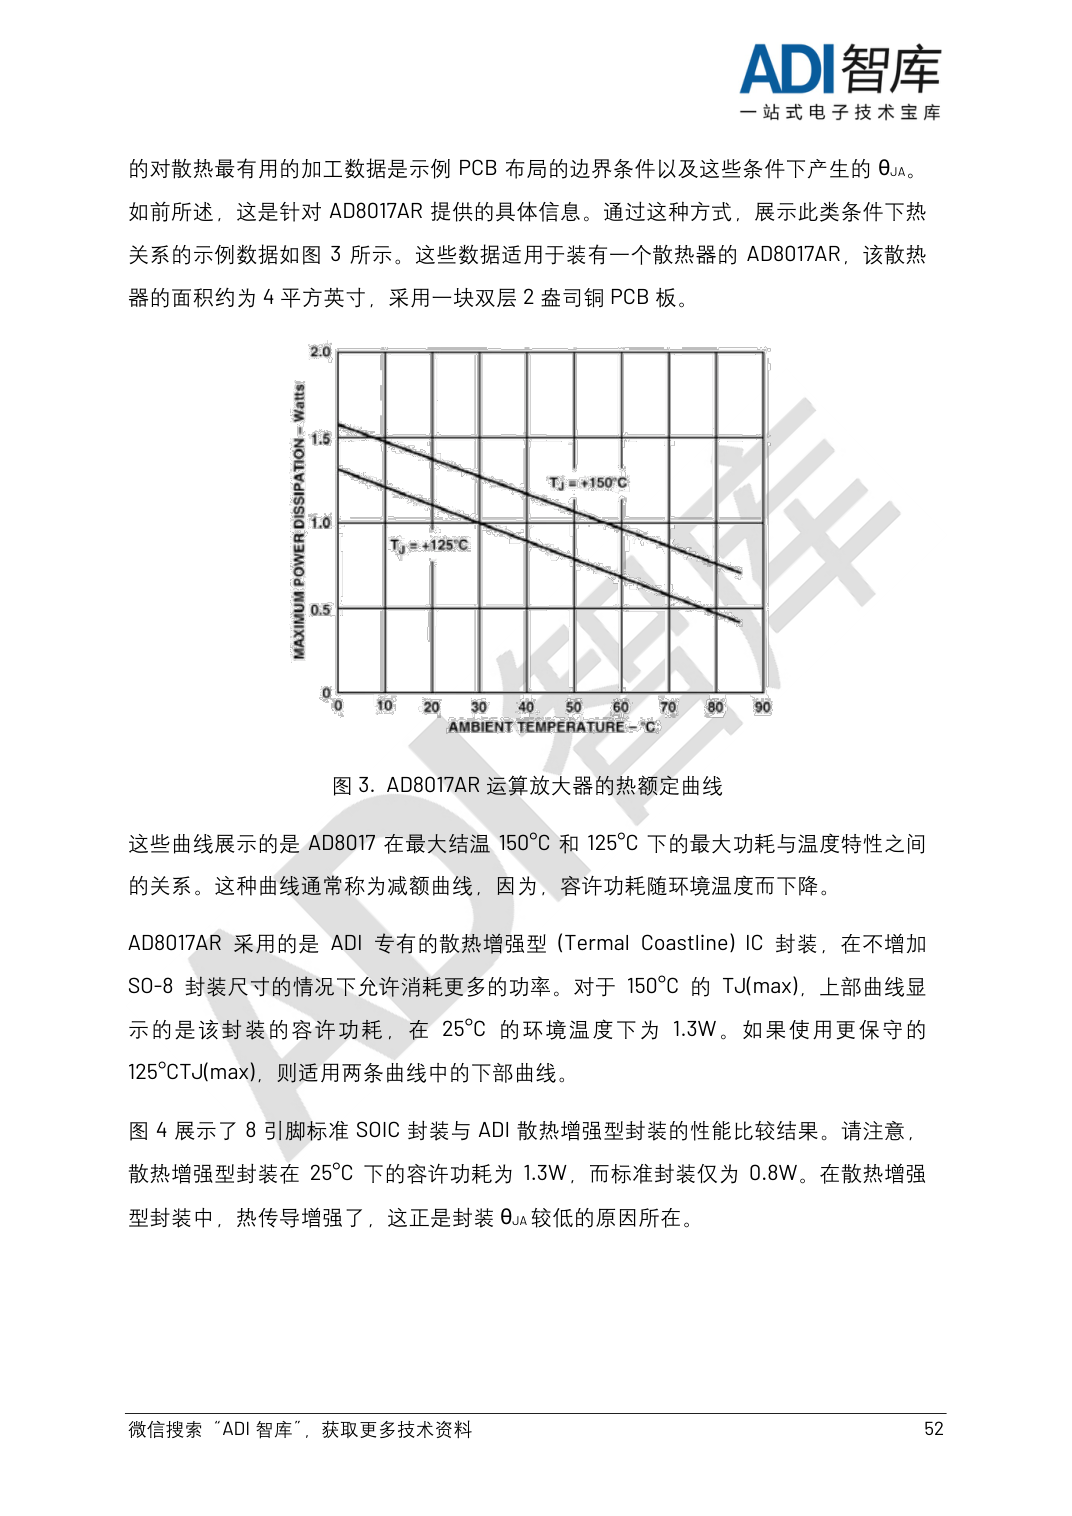 ADI智库
一站式电子技术宝库
的对散热最有用的加工数据是示例 PCB 布局的边界条件以及这些条件下产生的 θJA。
如前所述，这是针对 AD8017AR 提供的具体信息。通过这种方式，展示此类条件下热
关系的示例数据如图 3 所示。这些数据适用于装有一个散热器的 AD8017AR，该散热
器的面积约为 4 平方英寸，采用一块双层 2 盎司铜 PCB 板。
MAXIMUM POWER DISSIPATION – Watts
2.0
1.5
1.0
0.5
0
TJ = +150°C
TJ = +125°C
0 10 20 30 40 50 60 70 80 90
AMBIENT TEMPERATURE – °C
图 3. AD8017AR 运算放大器的热额定曲线
这些曲线展示的是 AD8017 在最大结温 150°C 和 125°C 下的最大功耗与温度特性之间
的关系。这种曲线通常称为减额曲线，因为，容许功耗随环境温度而下降。
AD8017AR 采用的是 ADI 专有的散热增强型 (Termal Coastline) IC 封装，在不增加
SO-8 封装尺寸的情况下允许消耗更多的功率。对于 150°C 的 TJ(max)，上部曲线显
示的是该封装的容许功耗，在 25°C 的环境温度下为 1.3W。如果使用更保守的
125°CTJ(max)，则适用两条曲线中的下部曲线。
图 4 展示了 8 引脚标准 SOIC 封装与 ADI 散热增强型封装的性能比较结果。请注意，
散热增强型封装在 25°C 下的容许功耗为 1.3W，而标准封装仅为 0.8W。在散热增强
型封装中，热传导增强了，这正是封装 θJA 较低的原因所在。
ADI智库
微信搜索“ADI 智库”，获取更多技术资料 52